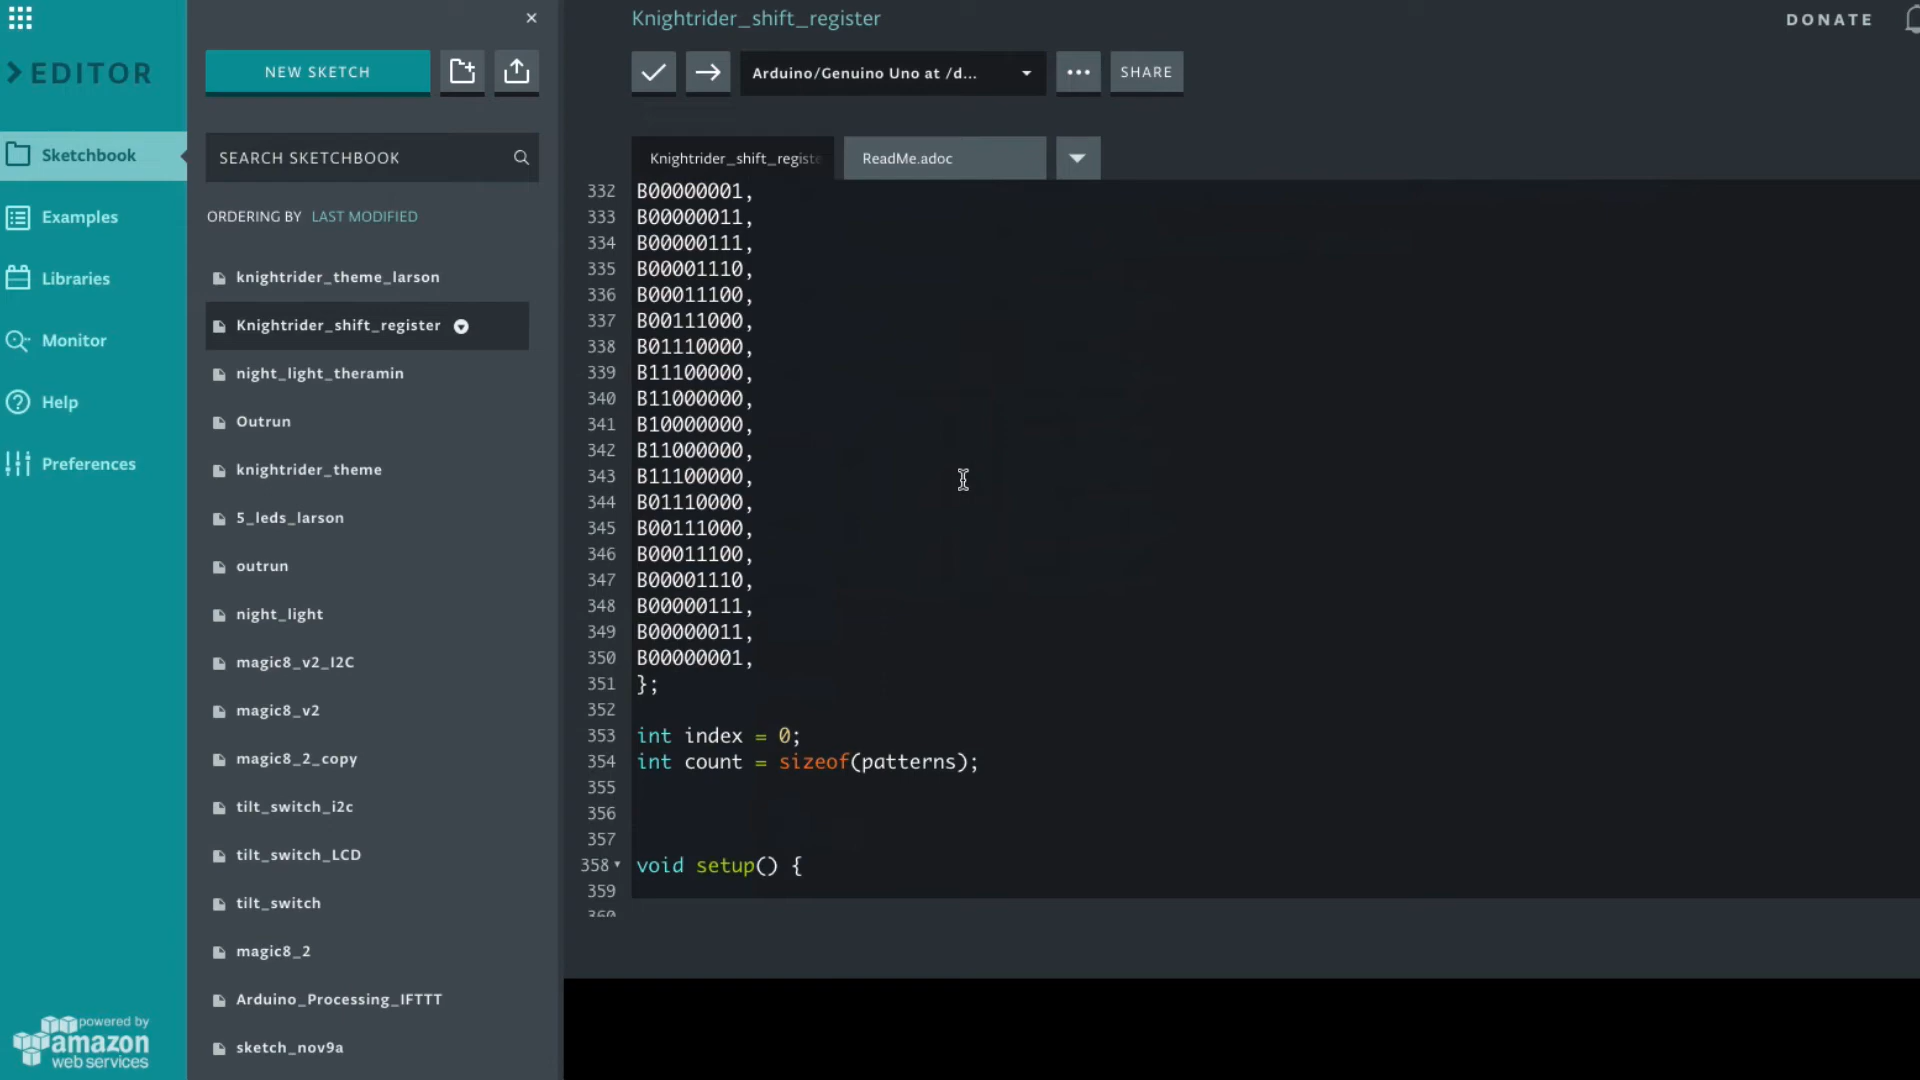 EDITOR
Sketchbook
Examples
Libraries
Monitor
Help
Preferences
powered by
amazon
web services
NEW SKETCH
SEARCH SKETCHBOOK
ORDERING BY LAST MODIFIED
knightrider_theme_larson
Knightrider_shift_register
night_light_theramin
Outrun
knightrider_theme
5_leds_larson
outrun
night_light
magic8_v2_I2C
magic8_v2
magic8_2_copy
tilt_switch_i2c
tilt_switch_LCD
tilt_switch
magic8_2
Arduino_Processing_IFTTT
sketch_nov9a
Knightrider_shift_register
DONATE
Arduino/Genuino Uno at /d...
SHARE
Knightrider_shift_registe
ReadMe.adoc
332 B00000001,
333 B00000011,
334 B00000111,
335 B00001110,
336 B00011100,
337 B00111000,
338 B01110000,
339 B11100000,
340 B11000000,
341 B10000000,
342 B11000000,
343 B11100000,
344 B01110000,
345 B00111000,
346 B00011100,
347 B00001110,
348 B00000111,
349 B00000011,
350 B00000001,
351 };
352
353 int index = 0;
354 int count = sizeof(patterns);
355
356
357
358 void setup() {
359
360